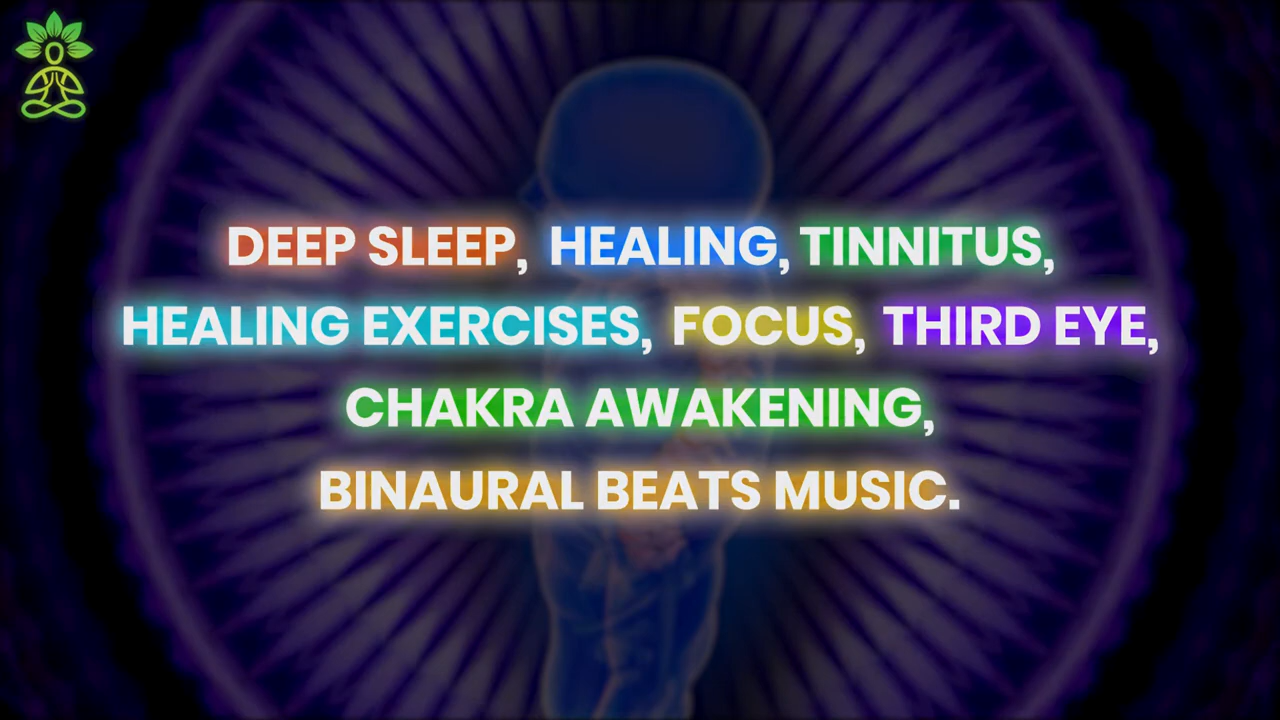 DEEP SLEEP, HEALING, TINNITUS,
HEALING EXERCISES, FOCUS, THIRD EYE,
CHAKRA AWAKENING,
BINAURAL BEATS MUSIC.